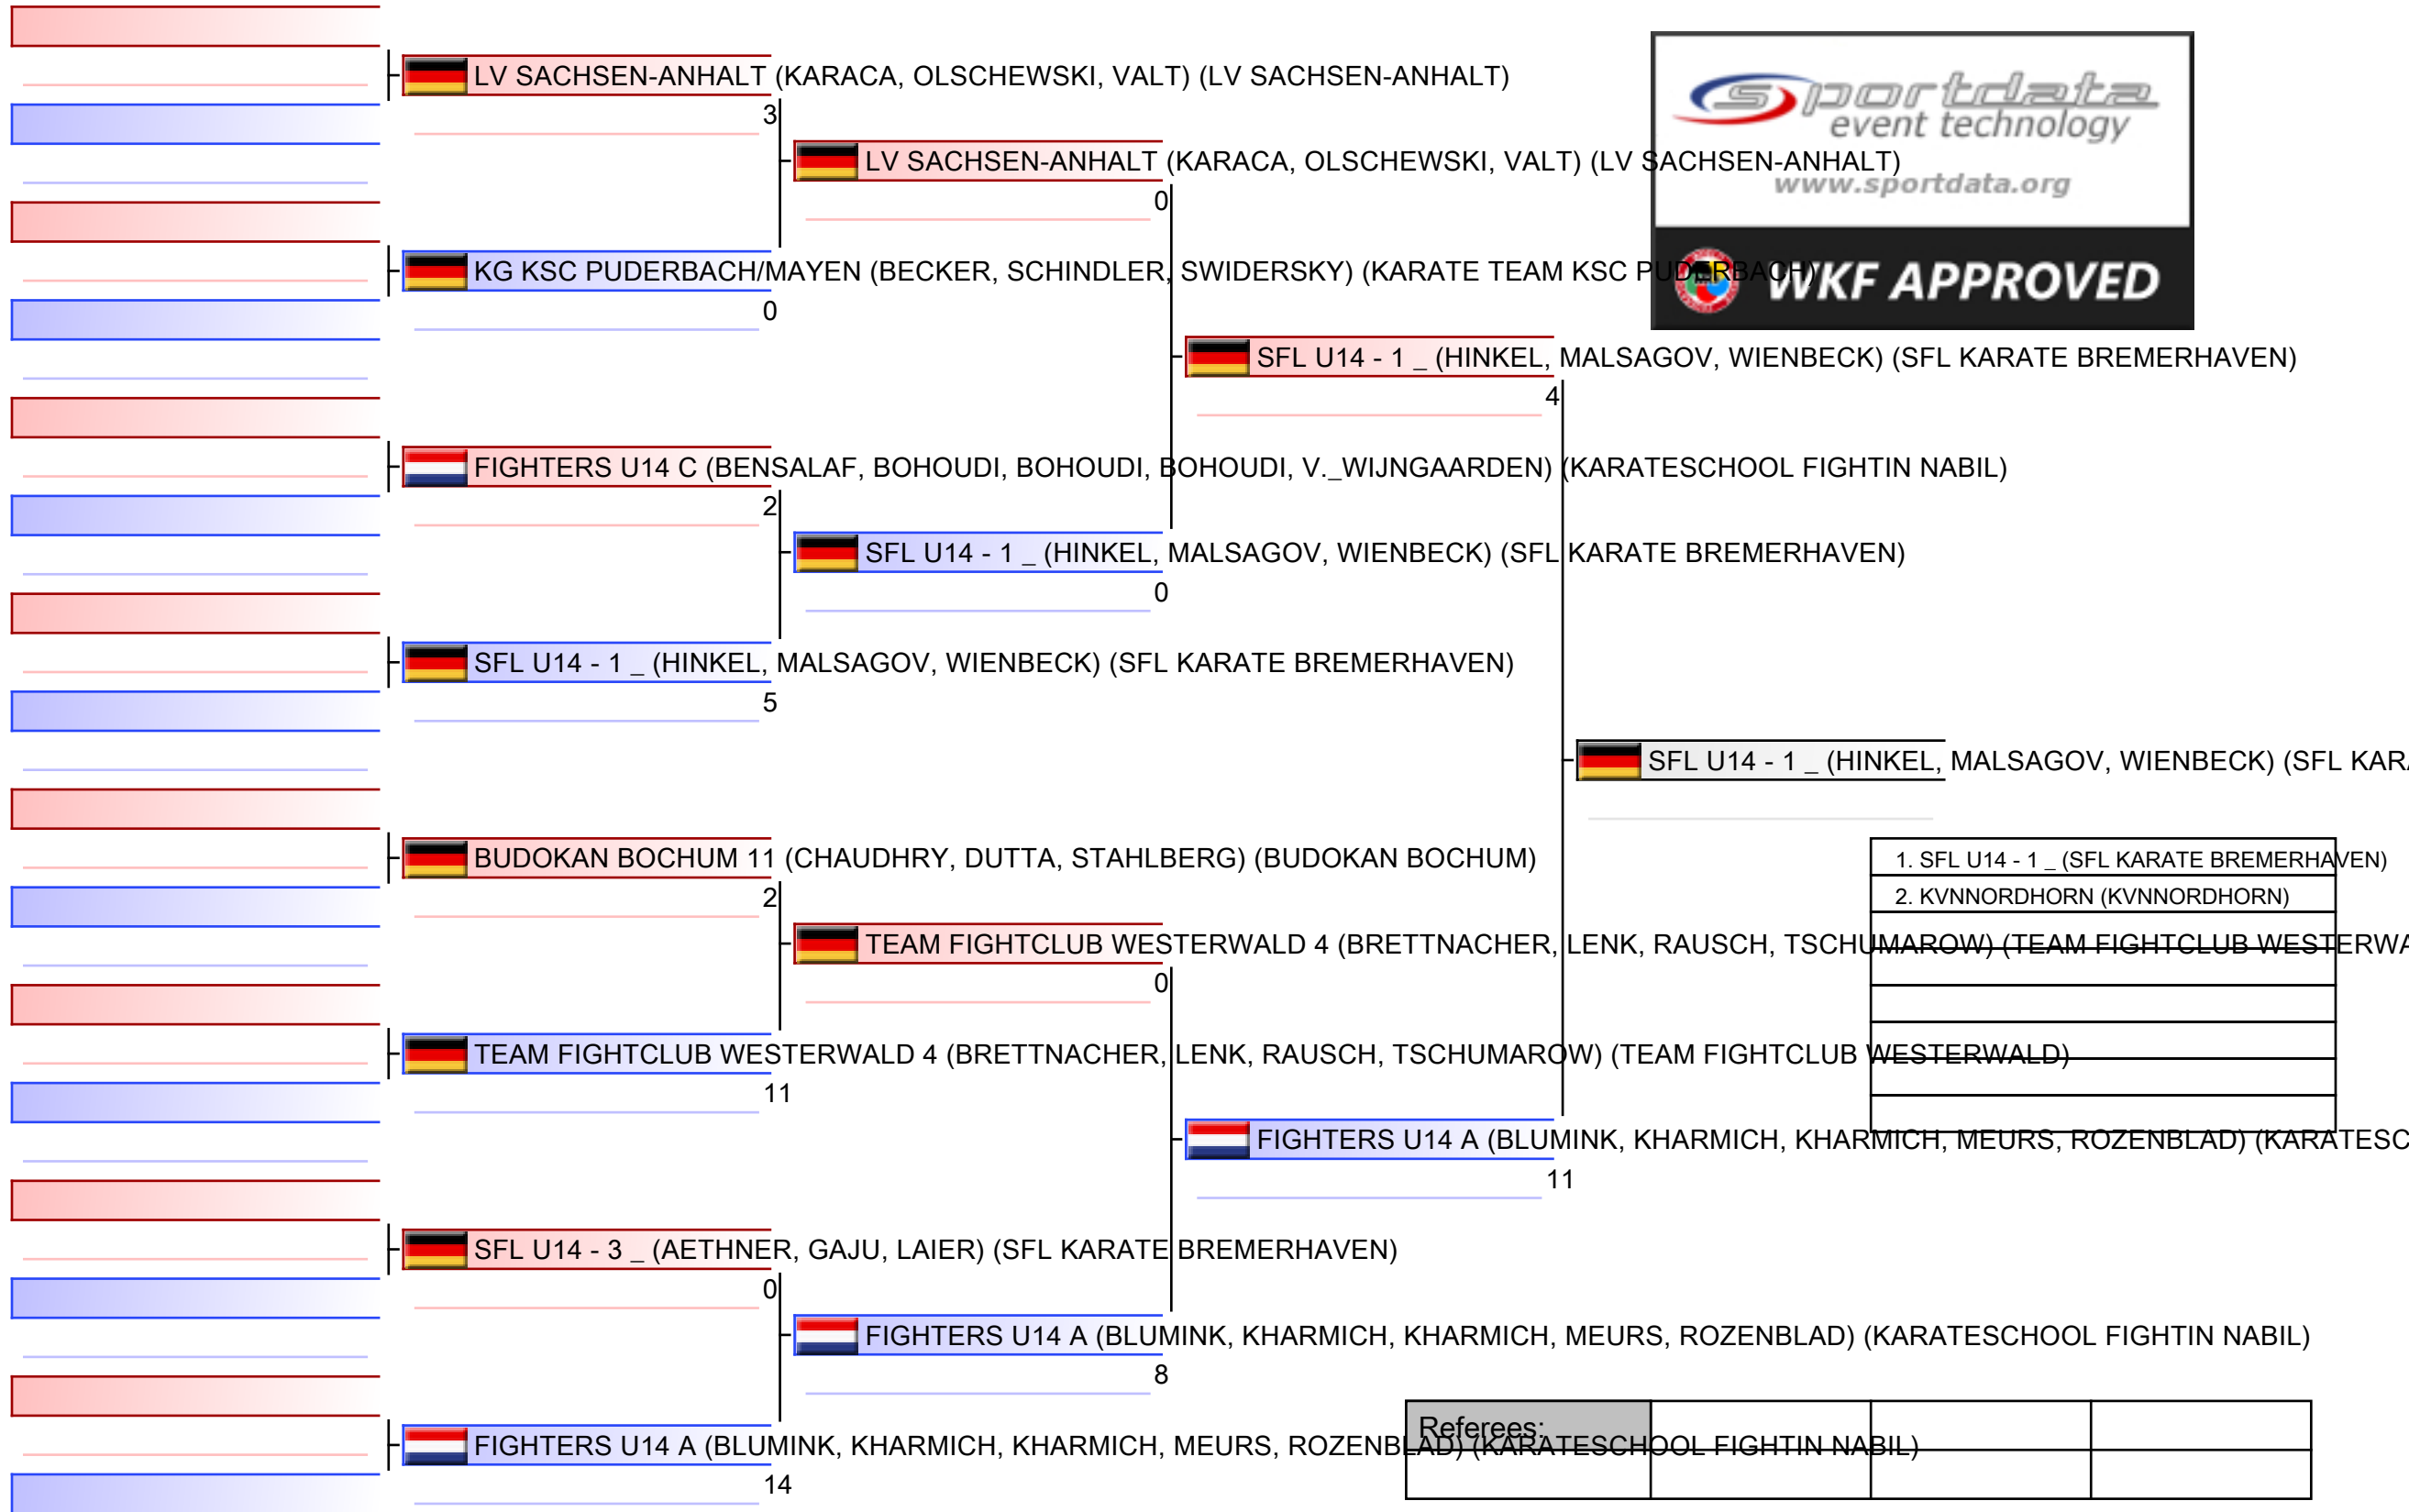 LV SACHSEN-ANHALT (KARACA, OLSCHEWSKI, VALT) (LV SACHSEN-ANHALT)
3
sportdata
event technology
www.sportdata.org
LV SACHSEN-ANHALT (KARACA, OLSCHEWSKI, VALT) (LV SACHSEN-ANHALT)
0
KG KSC PUDERBACH/MAYEN (BECKER, SCHINDLER, SWIDERSKY) (KARATE TEAM KSC PUDERBACH)
0
WKF APPROVED
SFL U14 - 1 _ (HINKEL, MALSAGOV, WIENBECK) (SFL KARATE BREMERHAVEN)
4
FIGHTERS U14 C (BENSALAF, BOHOUDI, BOHOUDI, BOHOUDI, V._WIJNGAARDEN) (KARATESCHOOL FIGHTIN NABIL)
2
SFL U14 - 1 _ (HINKEL, MALSAGOV, WIENBECK) (SFL KARATE BREMERHAVEN)
0
SFL U14 - 1 _ (HINKEL, MALSAGOV, WIENBECK) (SFL KARATE BREMERHAVEN)
5
SFL U14 - 1 _ (HINKEL, MALSAGOV, WIENBECK) (SFL KARA
BUDOKAN BOCHUM 11 (CHAUDHRY, DUTTA, STAHLBERG) (BUDOKAN BOCHUM)
2
1. SFL U14 - 1 _ (SFL KARATE BREMERHAVEN)
2. KVNNORDHORN (KVNNORDHORN)
TEAM FIGHTCLUB WESTERWALD 4 (BRETTNACHER, LENK, RAUSCH, TSCHUMAROW) (TEAM FIGHTCLUB WESTERWA
0
TEAM FIGHTCLUB WESTERWALD 4 (BRETTNACHER, LENK, RAUSCH, TSCHUMAROW) (TEAM FIGHTCLUB WESTERWALD)
11
FIGHTERS U14 A (BLUMINK, KHARMICH, KHARMICH, MEURS, ROZENBLAD) (KARATESC
11
SFL U14 - 3 _ (AETHNER, GAJU, LAIER) (SFL KARATE BREMERHAVEN)
0
FIGHTERS U14 A (BLUMINK, KHARMICH, KHARMICH, MEURS, ROZENBLAD) (KARATESCHOOL FIGHTIN NABIL)
8
Referees:
FIGHTERS U14 A (BLUMINK, KHARMICH, KHARMICH, MEURS, ROZENBLAD) (KARATESCHOOL FIGHTIN NABIL)
14